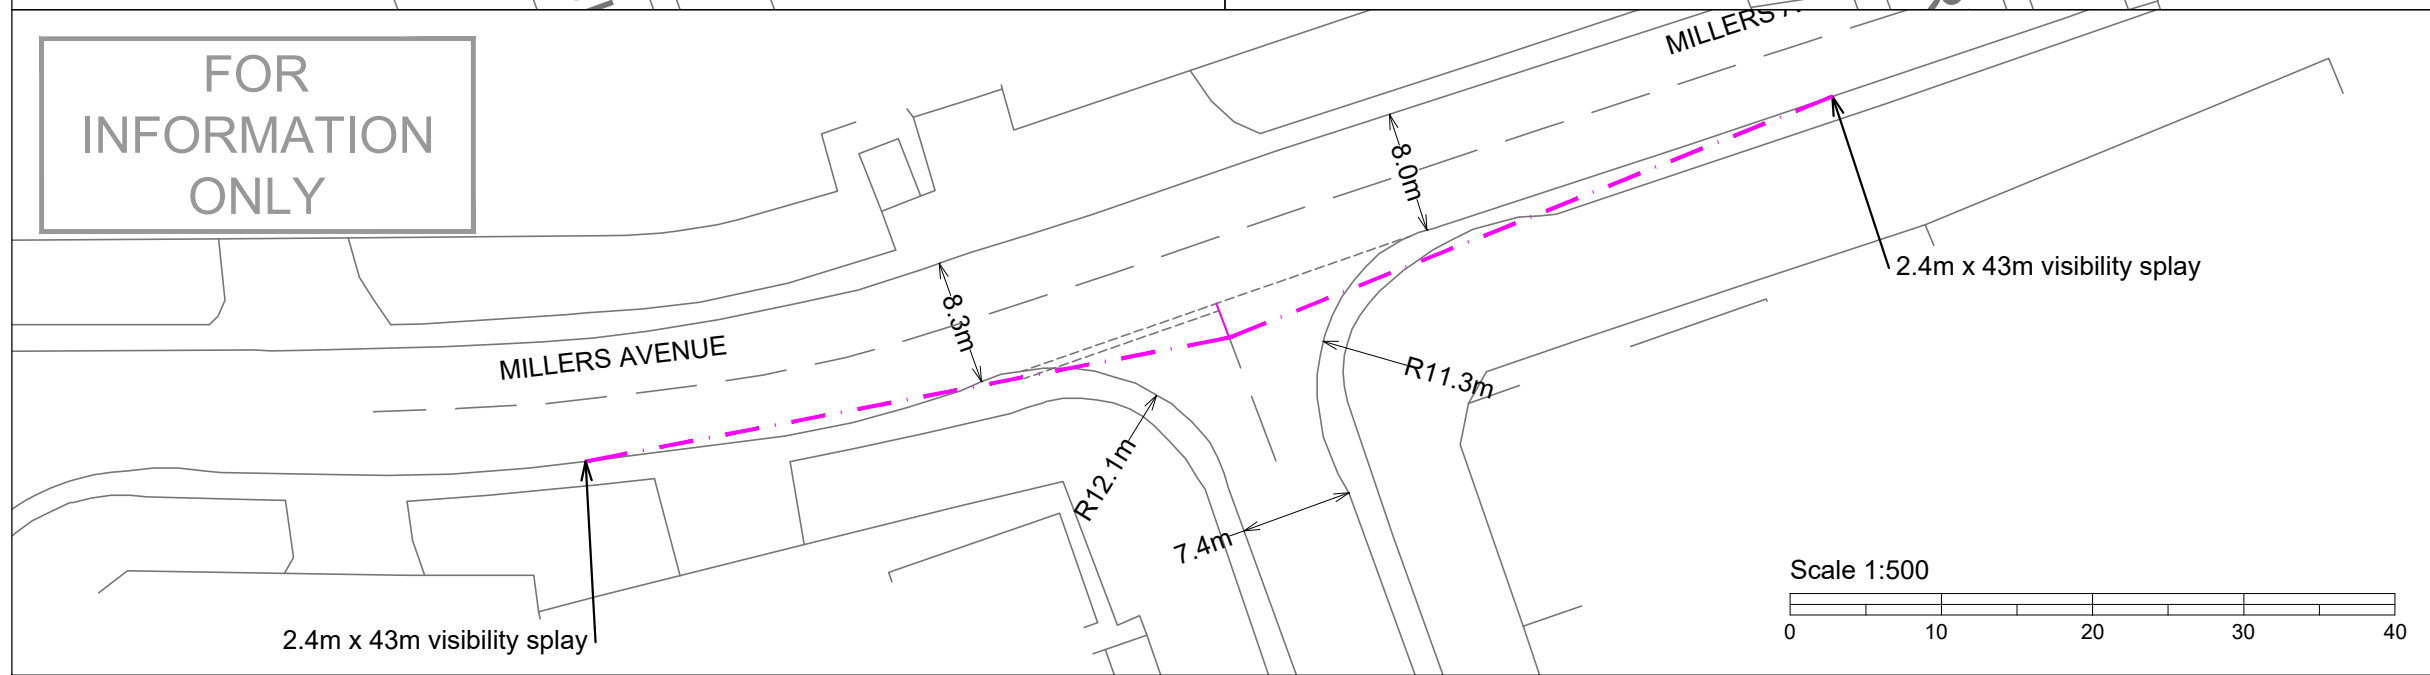 FOR
INFORMATION
ONLY
MILLERS
8.0m
2.4m x 43m visibility splay
8.3m
MILLERS AVENUE
R11.3m
R12.1m
7.4m
Scale 1:500
0 10 20 30 40
2.4m x 43m visibility splay